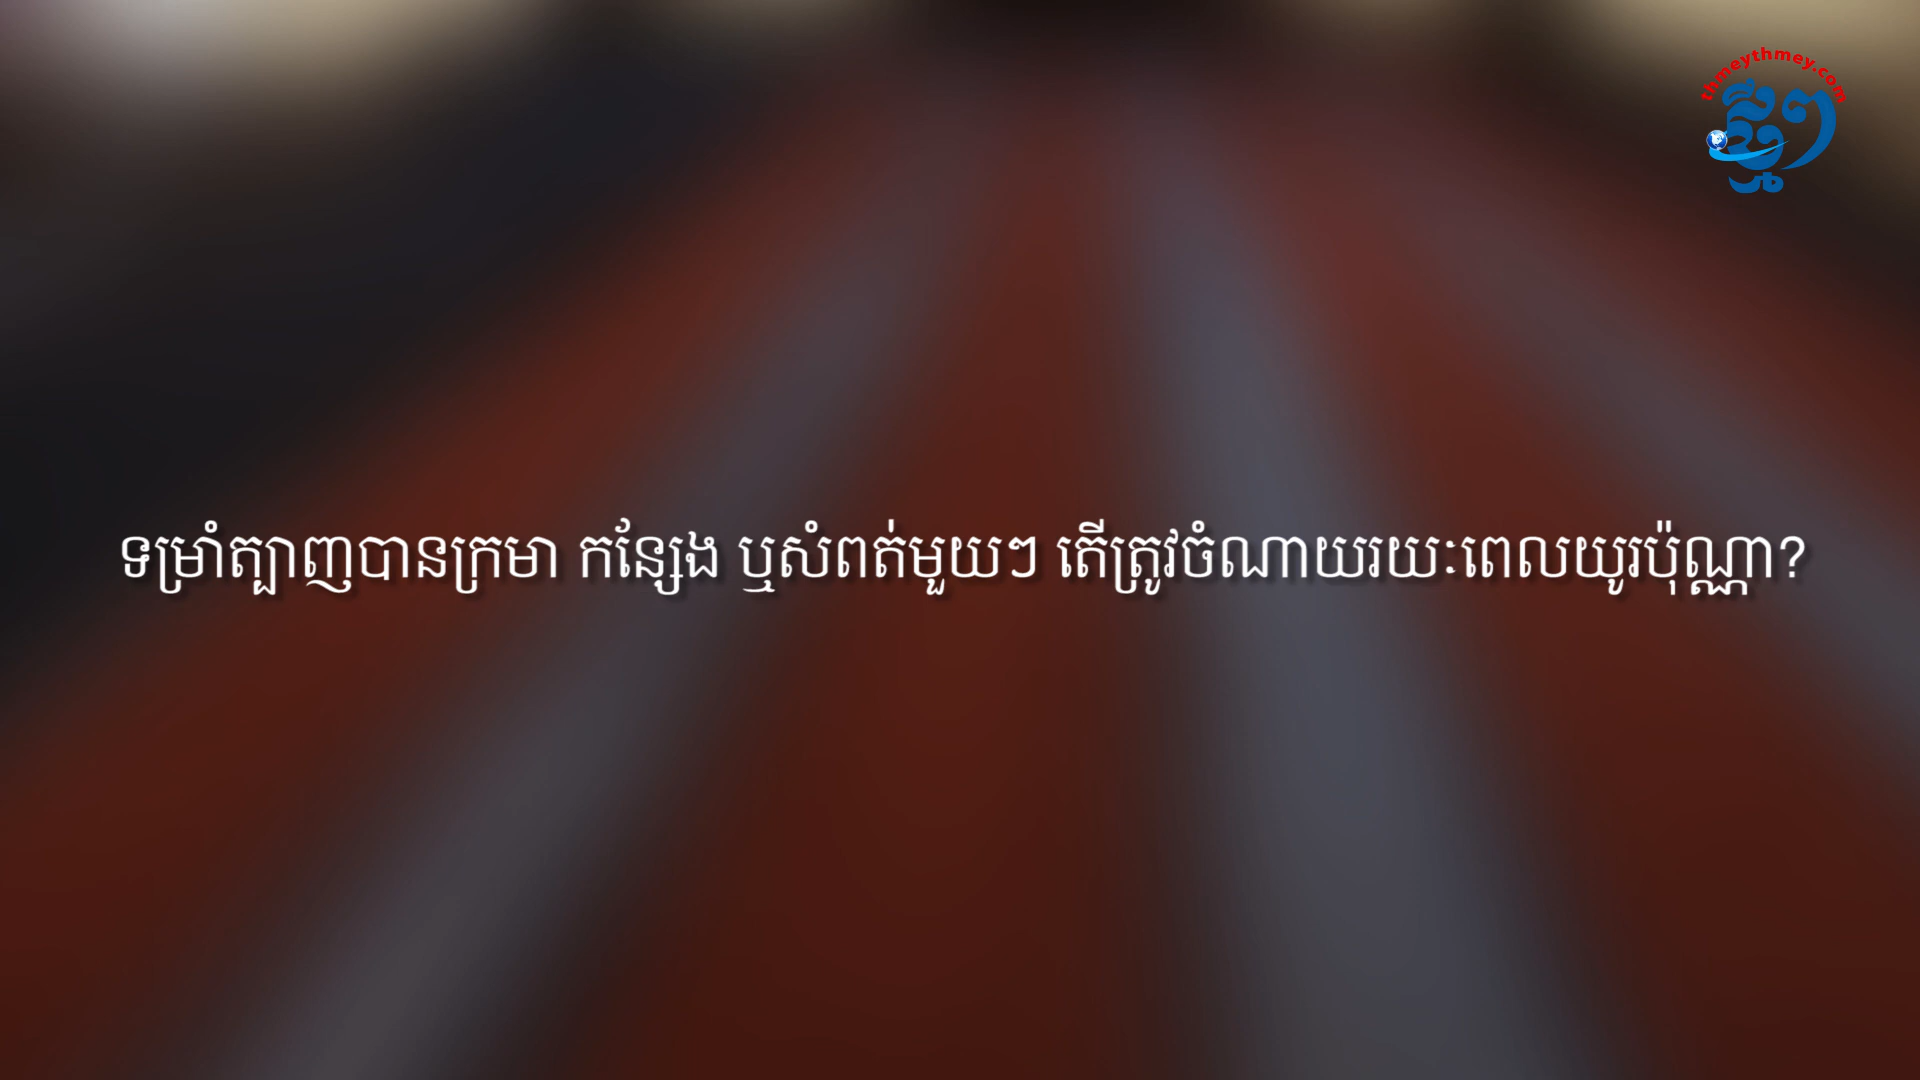 thmeythmey.com
ថ្មីៗ
ទម្រាំត្បាញបានក្រមា កន្សែង ឬសំពត់មួយៗ តើត្រូវចំណាយរយៈពេលយូរប៉ុណ្ណា?